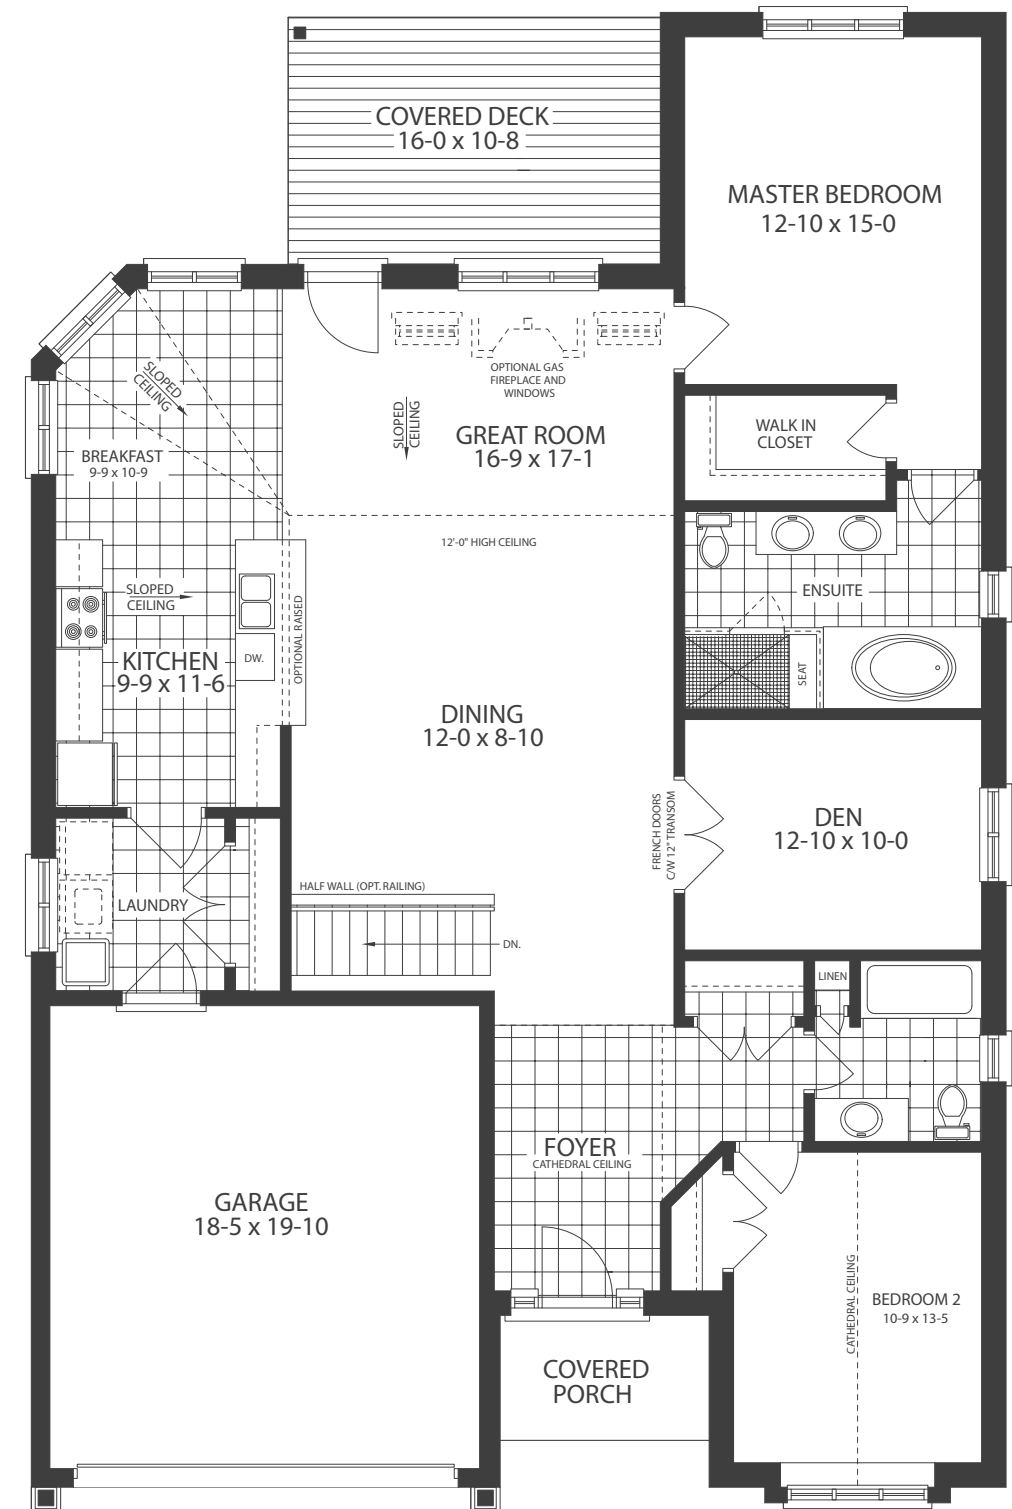 COVERED DECK
16-0 x 10-8
MASTER BEDROOM
12-10 x 15-0
SLOPED
CEILING
OPTIONAL GAS
FIREPLACE AND
WINDOWS
SLOPED
CEILING
GREAT ROOM
16-9 x 17-1
WALK IN
CLOSET
BREAKFAST
9-9 x 10-9
12'-0" HIGH CEILING
SLOPED
CEILING
ENSUITE
OPTIONAL RAISED
KITCHEN
9-9 x 11-6
DW.
SEAT
DINING
12-0 x 8-10
FRENCH DOORS
C/W 12" TRANSOM
DEN
12-10 x 10-0
HALF WALL (OPT. RAILING)
LAUNDRY
DN.
LINEN
FOYER
CATHEDRAL CEILING
GARAGE
18-5 x 19-10
CATHEDRAL CEILING
BEDROOM 2
10-9 x 13-5
COVERED
PORCH